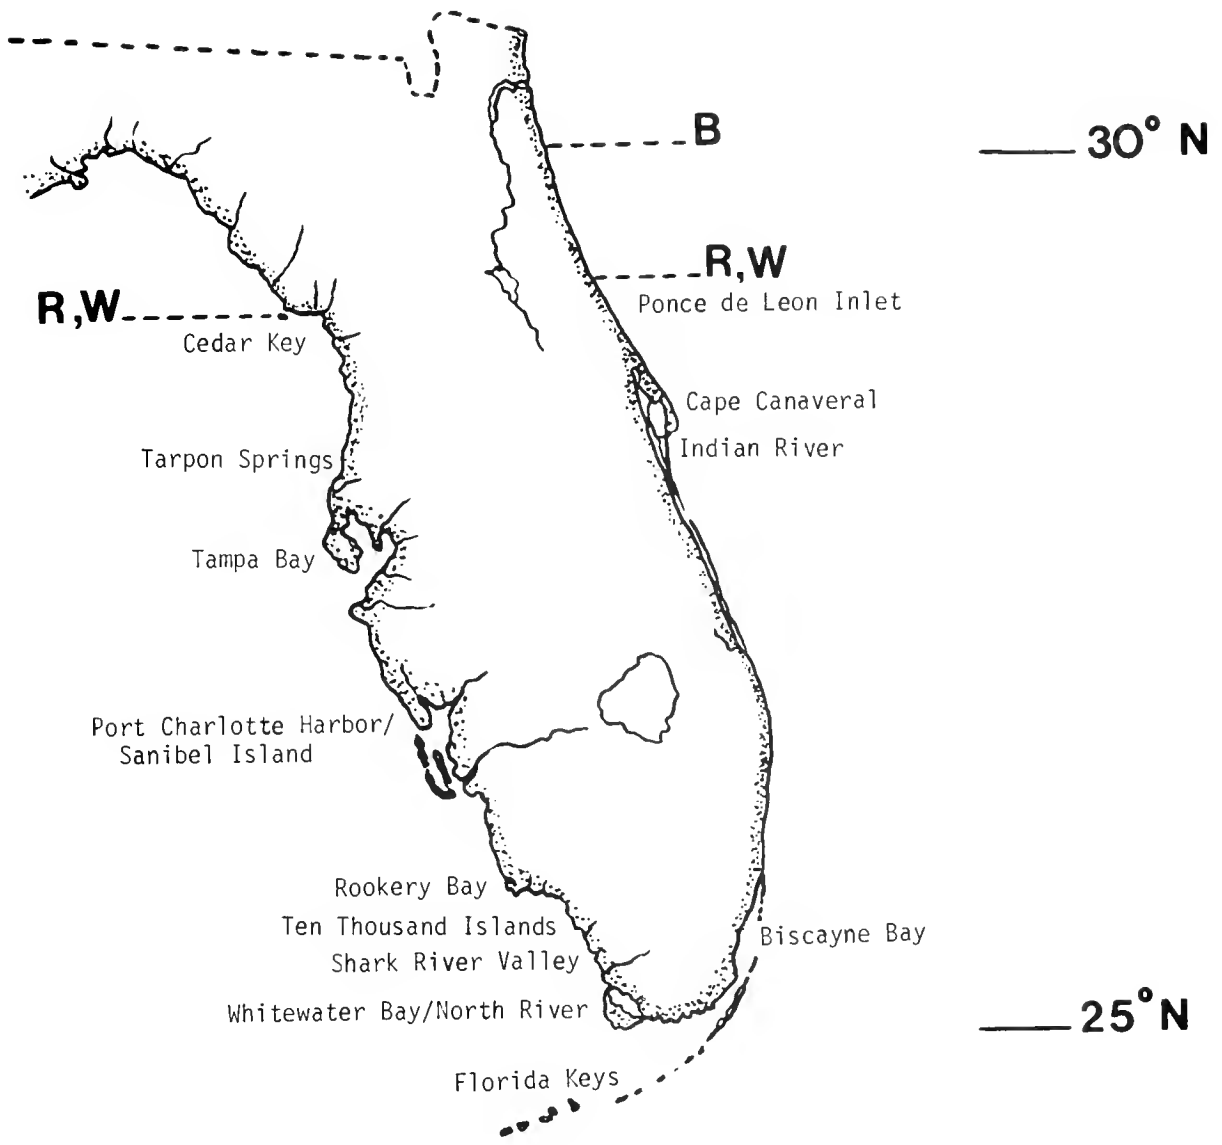 B
30° N
R,W
Ponce de Leon Inlet
R,W
Cedar Key
Cape Canaveral
Indian River
Tarpon Springs
Tampa Bay
Port Charlotte Harbor/
Sanibel Island
Rookery Bay
Ten Thousand Islands
Biscayne Bay
Shark River Valley
Whitewater Bay/North River
25° N
Florida Keys